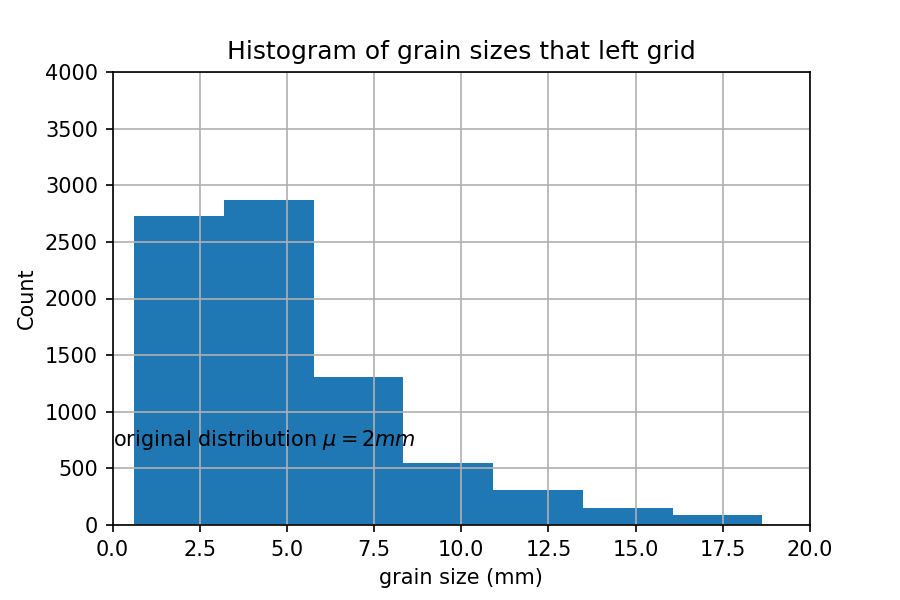 Histogram of grain sizes that left grid
4000
3500
3000
2500
2000
1500
1000
500
0
Count
original distribution μ = 2mm
0.0 2.5 5.0 7.5 10.0 12.5 15.0 17.5 20.0
grain size (mm)